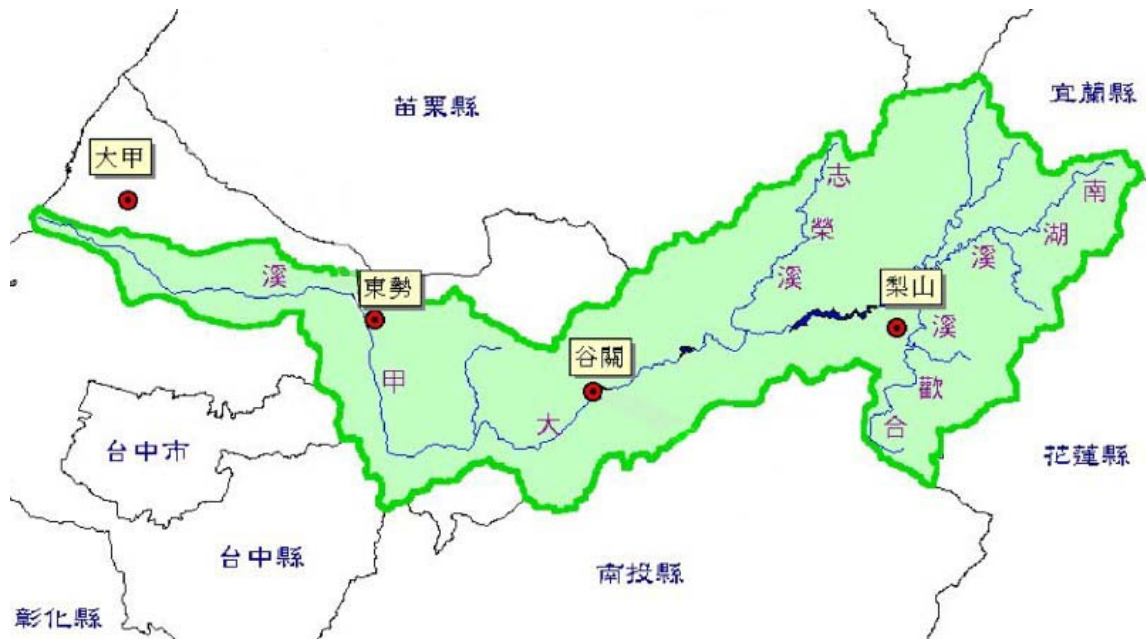 苗栗縣
宜蘭縣
大甲
志榮溪
南湖溪
溪
東勢
梨山
谷關
甲
大
合歡溪
台中市
花蓮縣
台中縣
南投縣
彰化縣